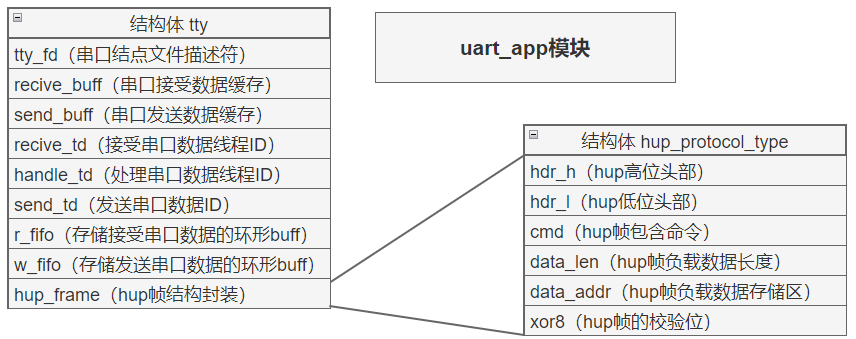 结构体 tty
tty_fd（串口结点文件描述符）
recive_buff（串口接受数据缓存）
send_buff（串口发送数据缓存）
recive_td（接受串口数据线程ID）
handle_td（处理串口数据线程ID）
send_td（发送串口数据ID）
r_fifo（存储接受串口数据的环形buff）
w_fifo（存储发送串口数据的环形buff）
hup_frame（hup帧结构封装）
uart_app模块
结构体 hup_protocol_type
hdr_h（hup高位头部）
hdr_l（hup低位头部）
cmd（hup帧包含命令）
data_len（hup帧负载数据长度）
data_addr（hup帧负载数据存储区）
xor8（hup帧的校验位）